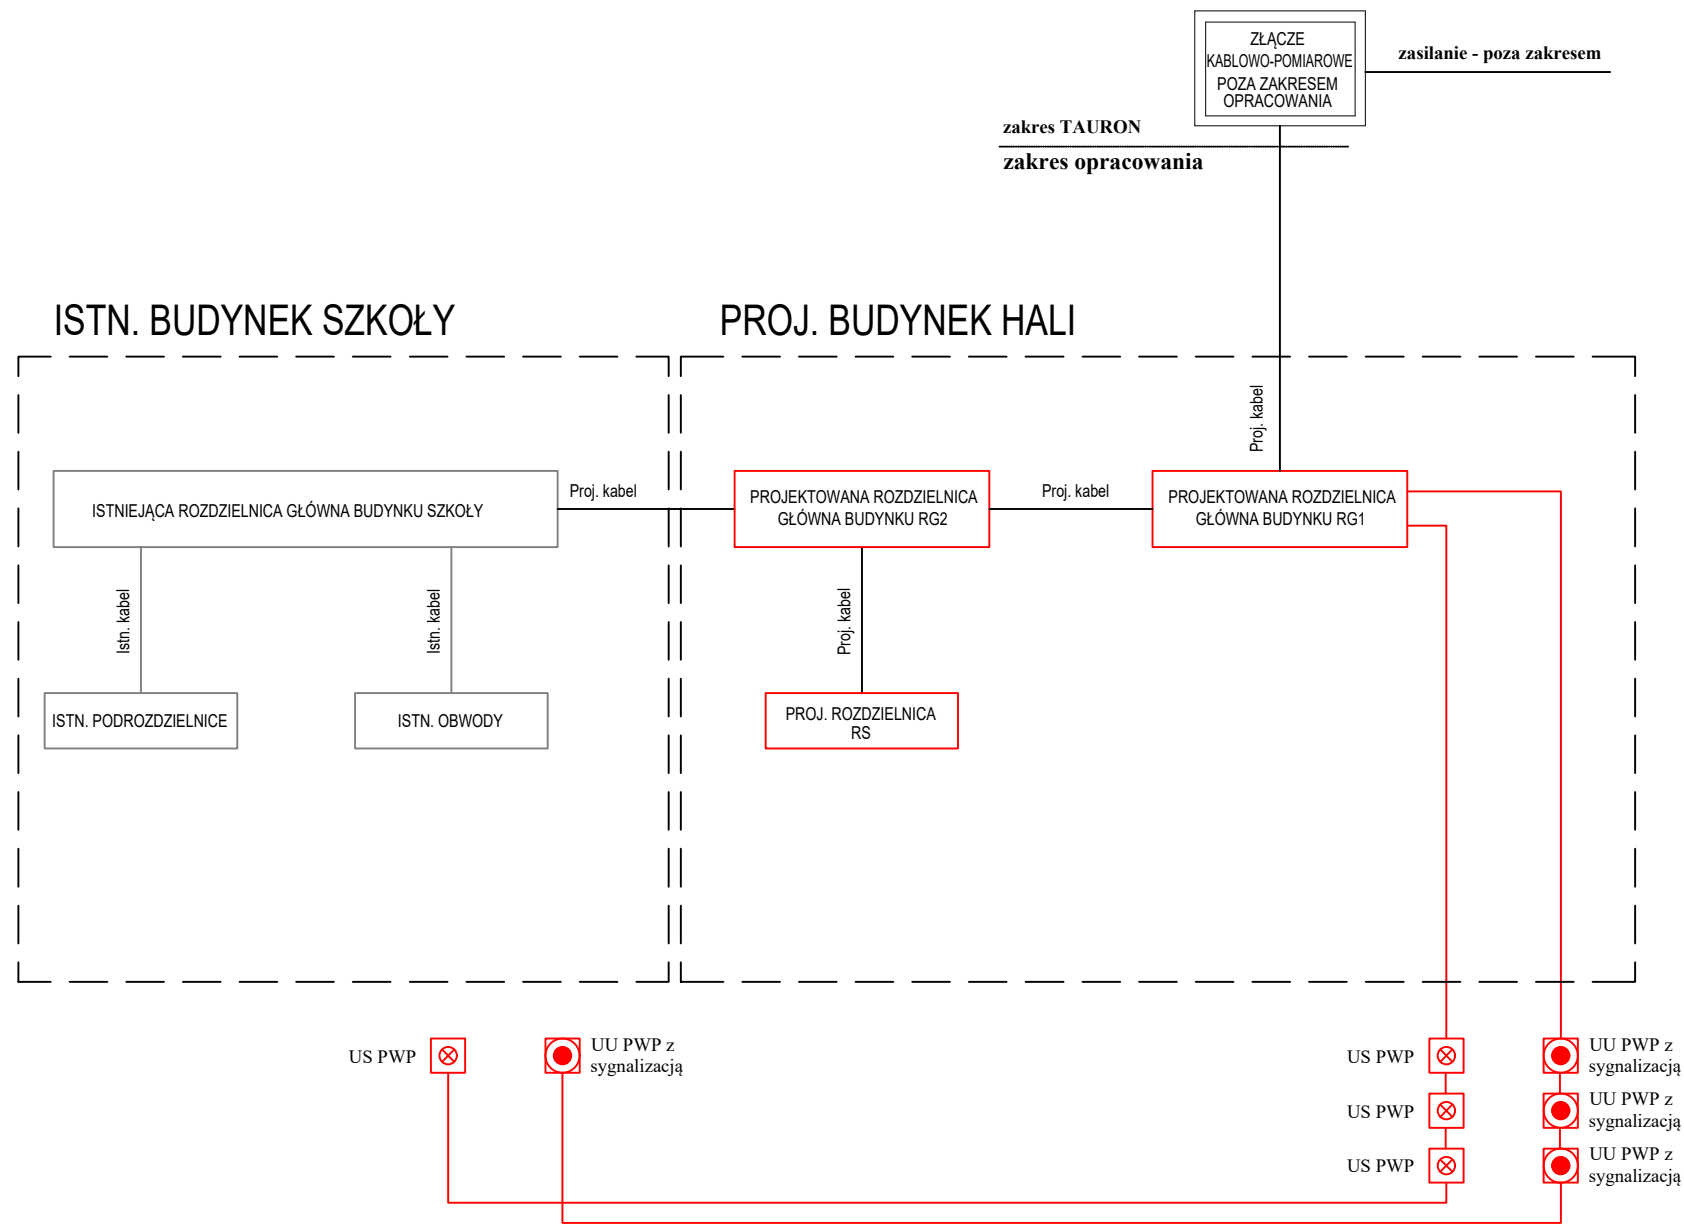 ZŁĄCZE
KABLOWO-POMIAROWE
POZA ZAKRESEM
OPRACOWANIA
zasilanie - poza zakresem
zakres TAURON
zakres opracowania
ISTN. BUDYNEK SZKOŁY
PROJ. BUDYNEK HALI
Proj. kabel
ISTNIEJĄCA ROZDZIELNICA GŁÓWNA BUDYNKU SZKOŁY
Proj. kabel
PROJEKTOWANA ROZDZIELNICA
GŁÓWNA BUDYNKU RG2
Proj. kabel
PROJEKTOWANA ROZDZIELNICA
GŁÓWNA BUDYNKU RG1
Istn. kabel
Istn. kabel
Proj. kabel
ISTN. PODROZDZIELNICE
ISTN. OBWODY
PROJ. ROZDZIELNICA
RS
US PWP
UU PWP z
sygnalizacją
US PWP
UU PWP z
sygnalizacją
US PWP
UU PWP z
sygnalizacją
US PWP
UU PWP z
sygnalizacją